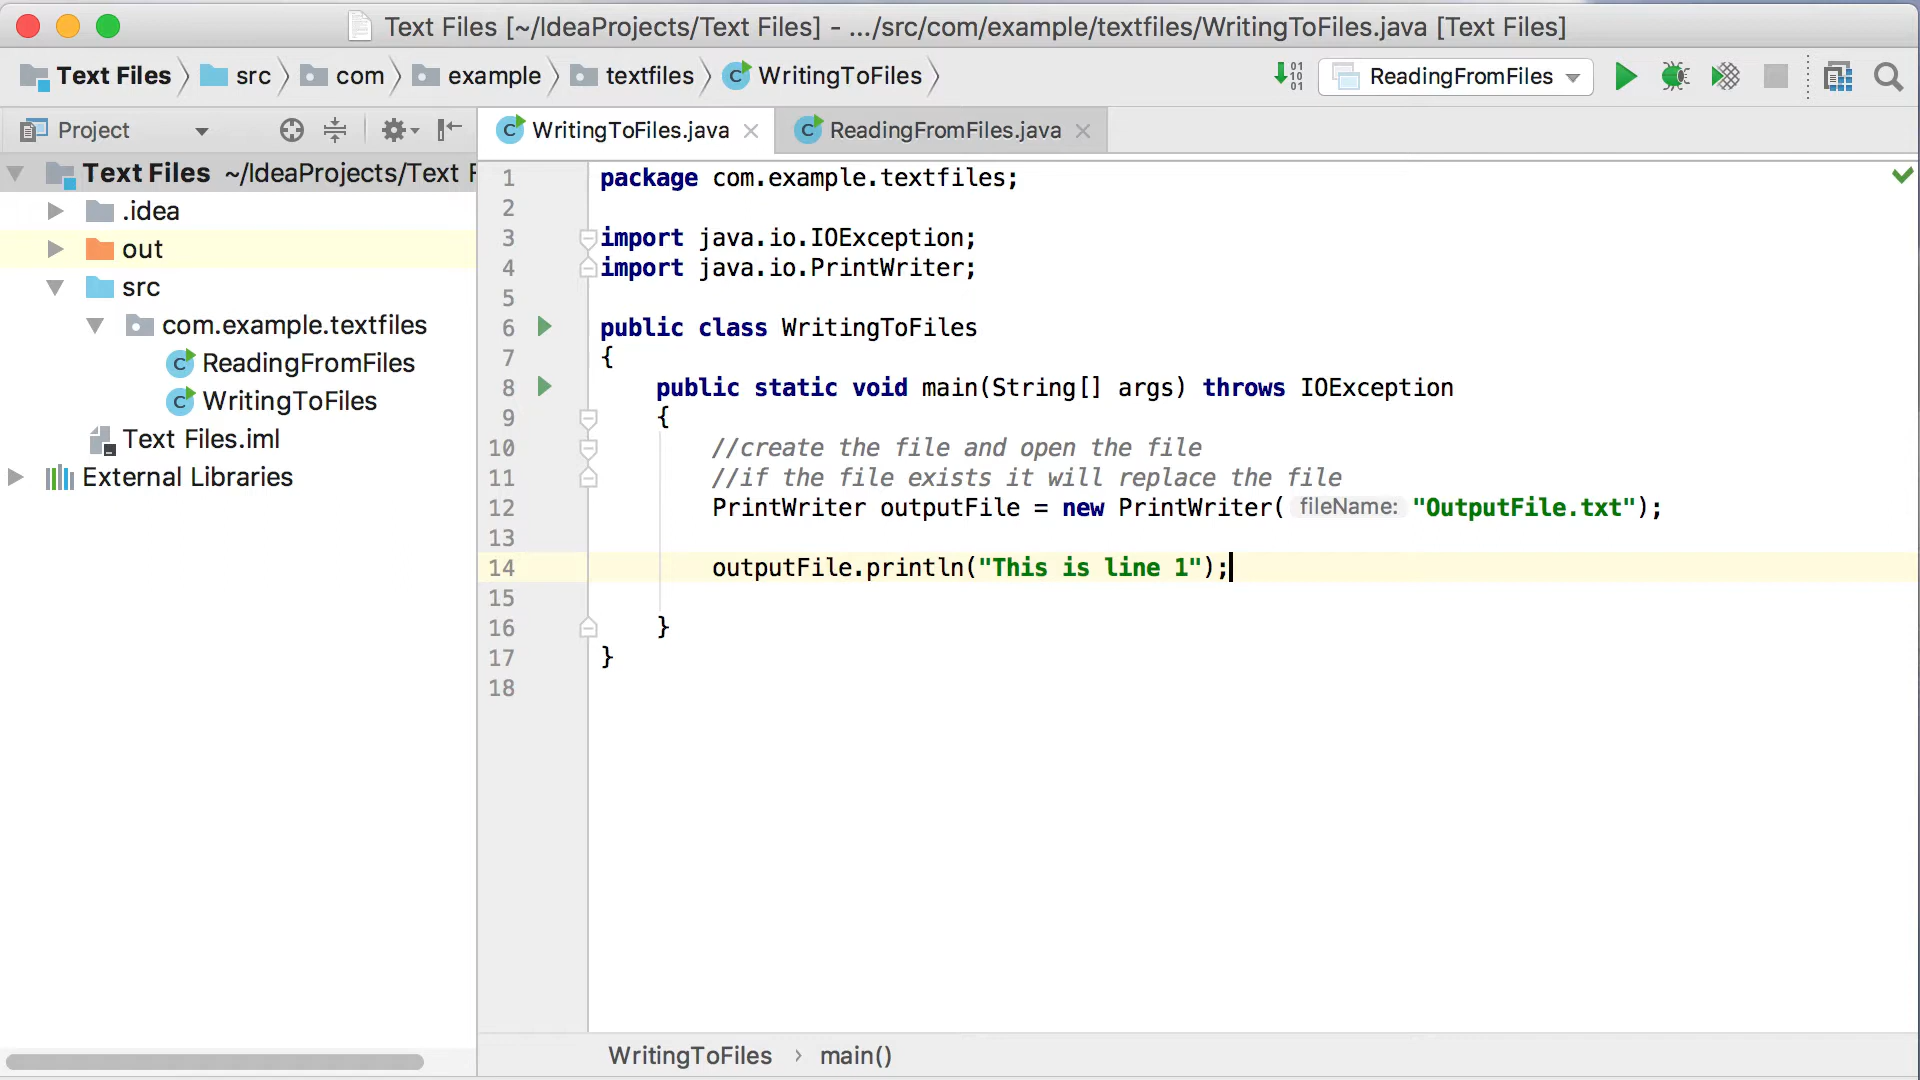 Text Files [~/IdeaProjects/Text Files] - .../src/com/example/textfiles/WritingToFiles.java [Text Files]
Text Files src com example textfiles WritingToFiles
ReadingFromFiles
Project
WritingToFiles.java
ReadingFromFiles.java
Text Files ~/IdeaProjects/Text F
.idea
out
src
com.example.textfiles
ReadingFromFiles
WritingToFiles
Text Files.iml
External Libraries
1 package com.example.textfiles;
2
3 import java.io.IOException;
4 import java.io.PrintWriter;
5
6 public class WritingToFiles
7 {
8 public static void main(String[] args) throws IOException
9 {
10 //create the file and open the file
11 //if the file exists it will replace the file
12 PrintWriter outputFile = new PrintWriter( fileName: "OutputFile.txt");
13
14 outputFile.println("This is line 1");
15
16 }
17 }
18
WritingToFiles › main()